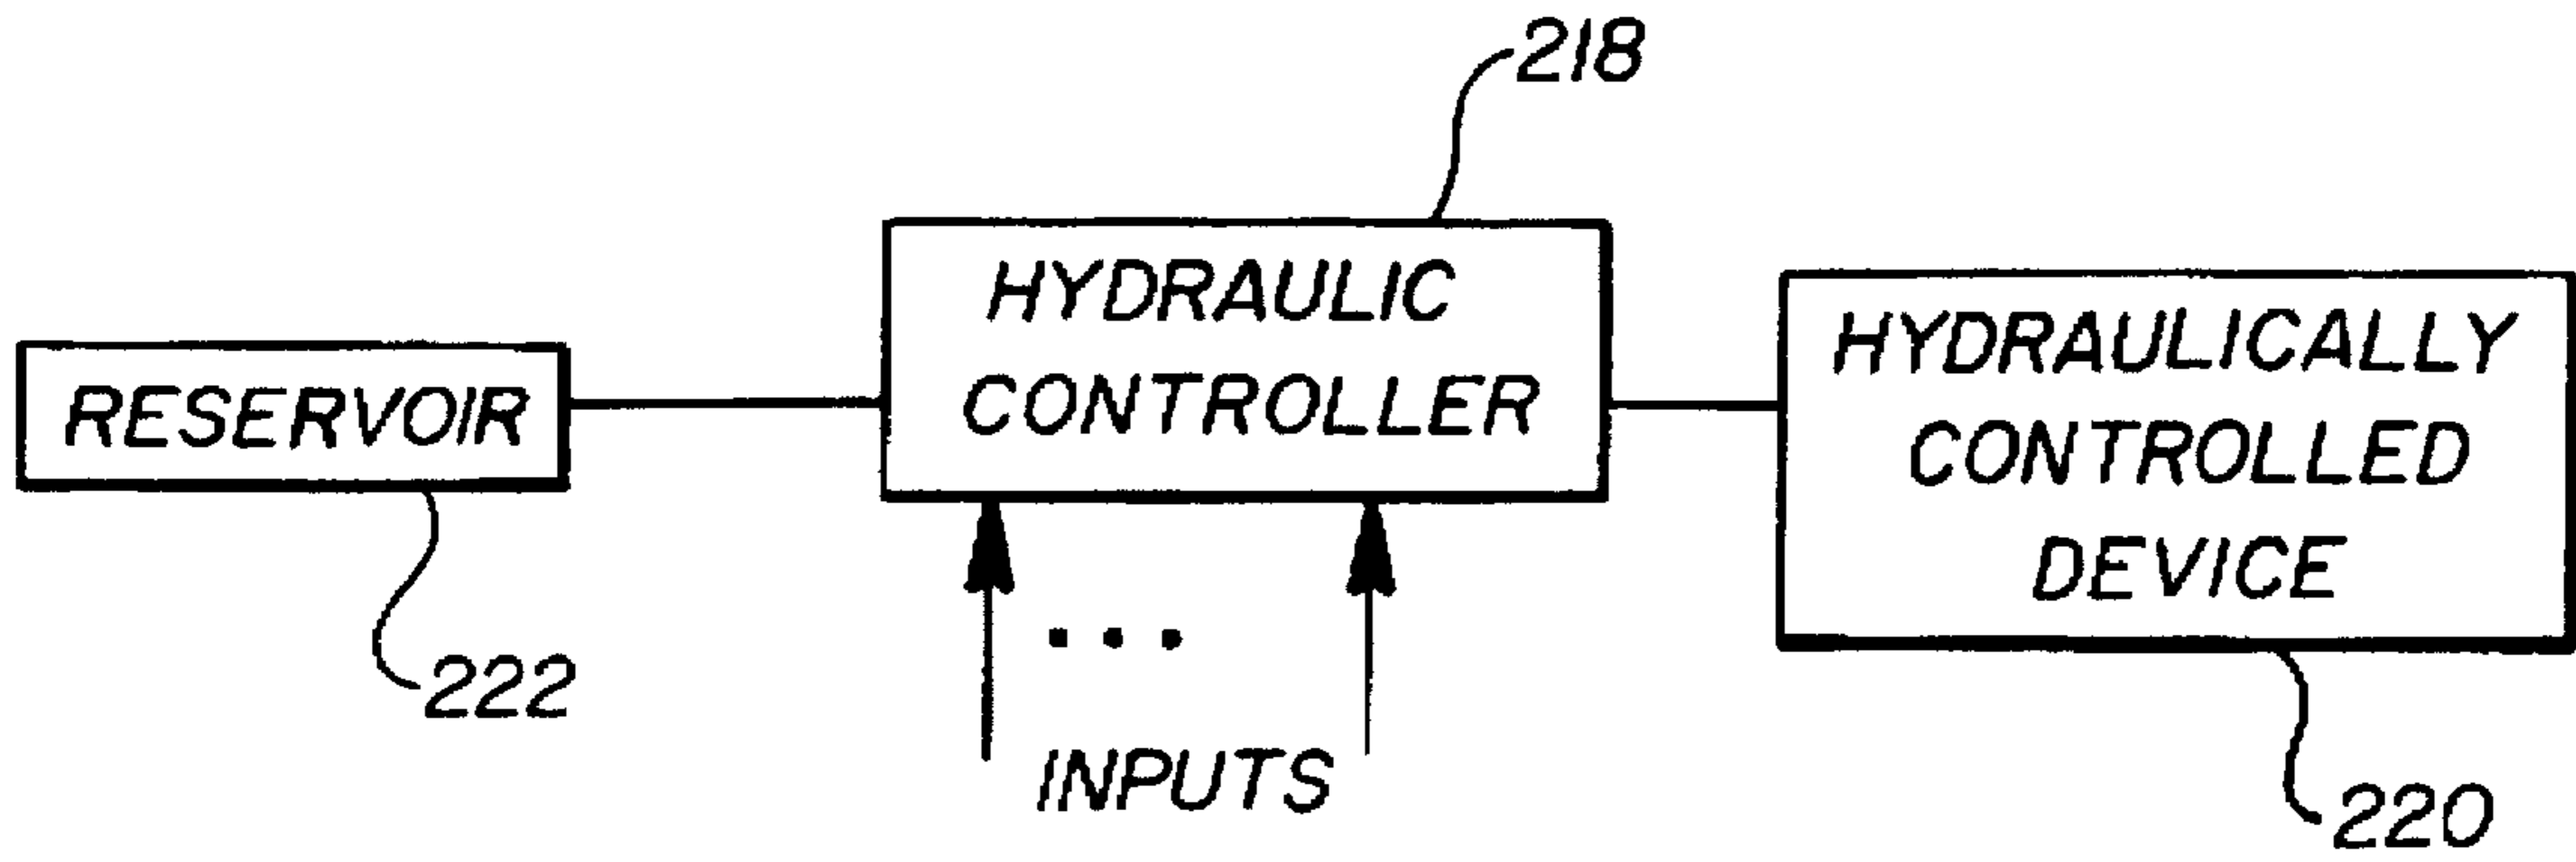 218
HYDRAULIC
CONTROLLER
RESERVOIR
HYDRAULICALLY
CONTROLLED
DEVICE
222
INPUTS
220